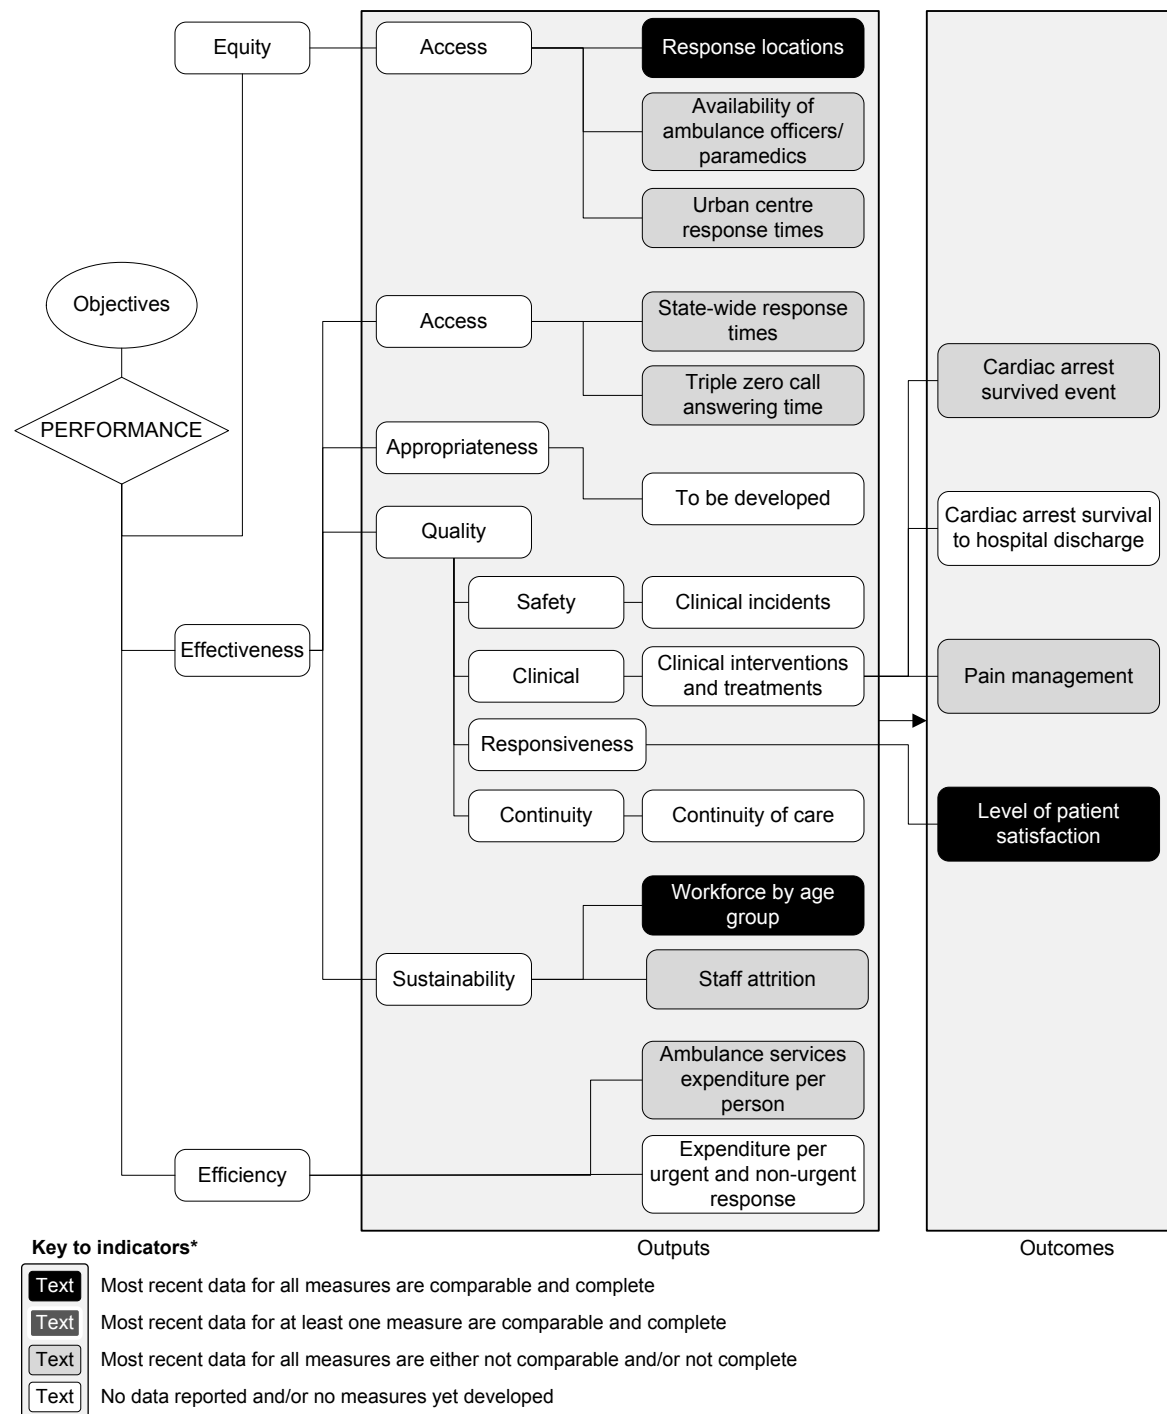 Equity
Access
Response locations
Availability of
ambulance officers/
paramedics
Urban centre
response times
Objectives
PERFORMANCE
Access
State-wide response
times
Triple zero call
answering time
Appropriateness
To be developed
Quality
Safety
Clinical incidents
Effectiveness
Clinical
Clinical interventions
and treatments
Responsiveness
Continuity
Continuity of care
Sustainability
Workforce by age
group
Staff attrition
Efficiency
Ambulance services
expenditure per
person
Expenditure per
urgent and non-urgent
response
Cardiac arrest
survived event
Cardiac arrest survival
to hospital discharge
Pain management
Level of patient
satisfaction
Outputs
Outcomes
Key to indicators*
Text Most recent data for all measures are comparable and complete
Text Most recent data for at least one measure are comparable and complete
Text Most recent data for all measures are either not comparable and/or not complete
Text No data reported and/or no measures yet developed